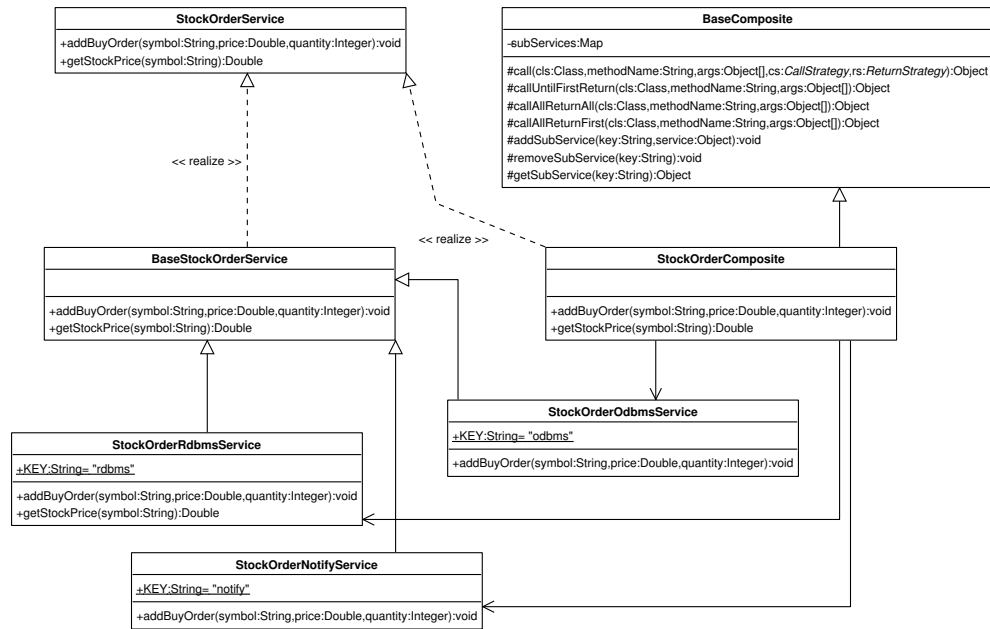 StockOrderService
+addBuyOrder(symbol:String,price:Double,quantity:Integer):void
+getStockPrice(symbol:String):Double
BaseComposite
-subServices:Map
#call(cls:Class,methodName:String,args:Object[],cs:CallStrategy,rs:ReturnStrategy):Object
#callUntilFirstReturn(cls:Class,methodName:String,args:Object[]):Object
#callAllReturnAll(cls:Class,methodName:String,args:Object[]):Object
#callAllReturnFirst(cls:Class,methodName:String,args:Object[]):Object
#addSubService(key:String,service:Object):void
#removeSubService(key:String):void
#getSubService(key:String):Object
<< realize >>
<< realize >>
BaseStockOrderService
+addBuyOrder(symbol:String,price:Double,quantity:Integer):void
+getStockPrice(symbol:String):Double
StockOrderComposite
+addBuyOrder(symbol:String,price:Double,quantity:Integer):void
+getStockPrice(symbol:String):Double
StockOrderOdbmsService
+KEY:String= "odbms"
+addBuyOrder(symbol:String,price:Double,quantity:Integer):void
StockOrderRdbmsService
+KEY:String= "rdbms"
+addBuyOrder(symbol:String,price:Double,quantity:Integer):void
+getStockPrice(symbol:String):Double
StockOrderNotifyService
+KEY:String= "notify"
+addBuyOrder(symbol:String,price:Double,quantity:Integer):void